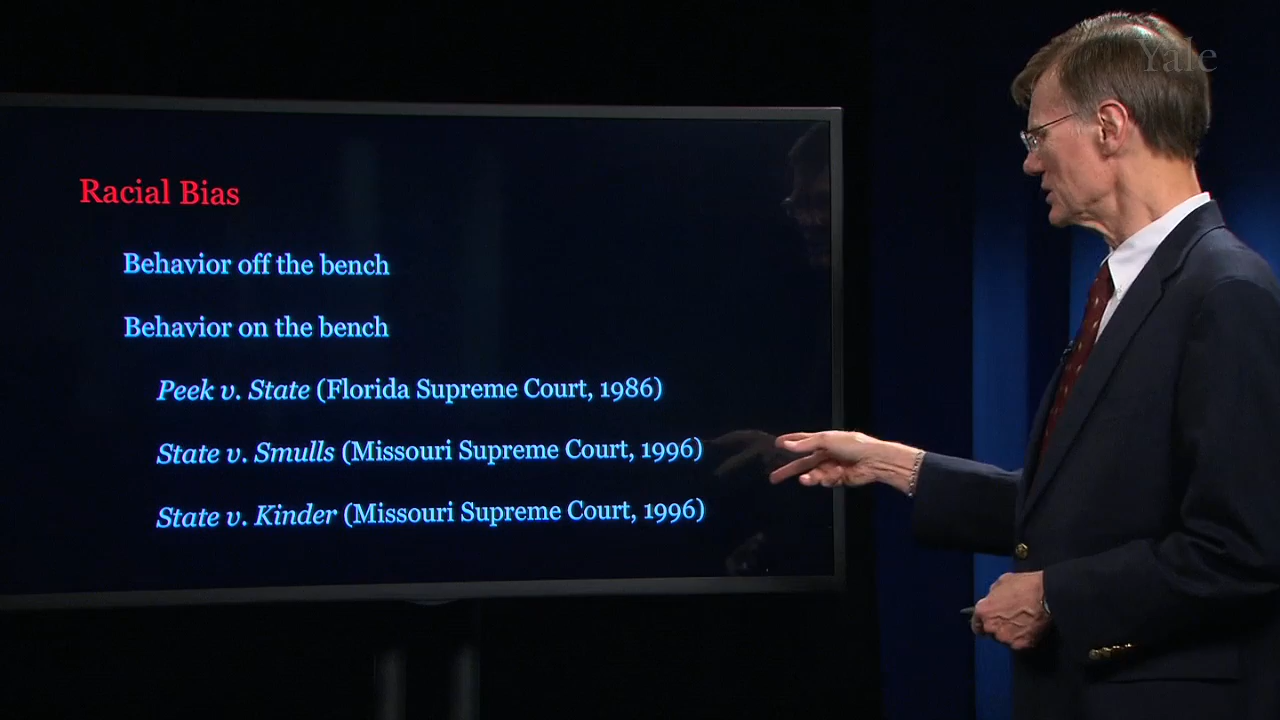 Yale
Racial Bias
Behavior off the bench
Behavior on the bench
Peek v. State (Florida Supreme Court, 1986)
State v. Smulls (Missouri Supreme Court, 1996)
State v. Kinder (Missouri Supreme Court, 1996)